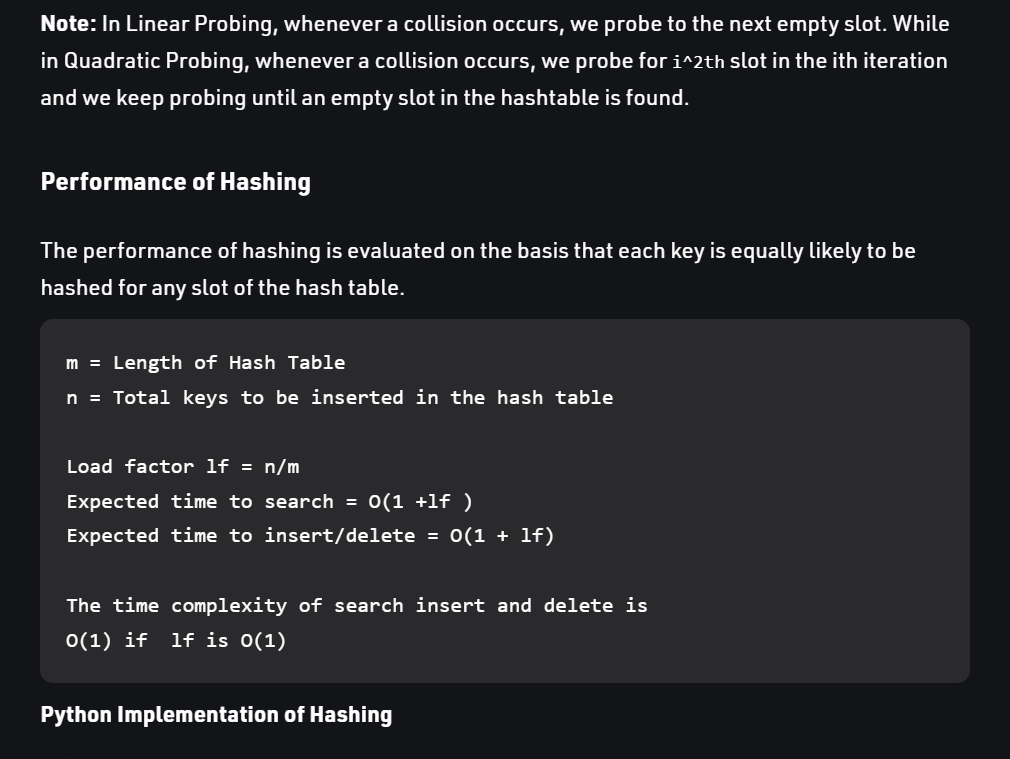 Note: In Linear Probing, whenever a collision occurs, we probe to the next empty slot. While
in Quadratic Probing, whenever a collision occurs, we probe for i^2th slot in the ith iteration
and we keep probing until an empty slot in the hashtable is found.
Performance of Hashing
The performance of hashing is evaluated on the basis that each key is equally likely to be
hashed for any slot of the hash table.
m = Length of Hash Table
n = Total keys to be inserted in the hash table
Load factor lf = n/m
Expected time to search = O(1 +lf )
Expected time to insert/delete = O(1 + lf)
The time complexity of search insert and delete is
O(1) if  lf is O(1)
Python Implementation of Hashing